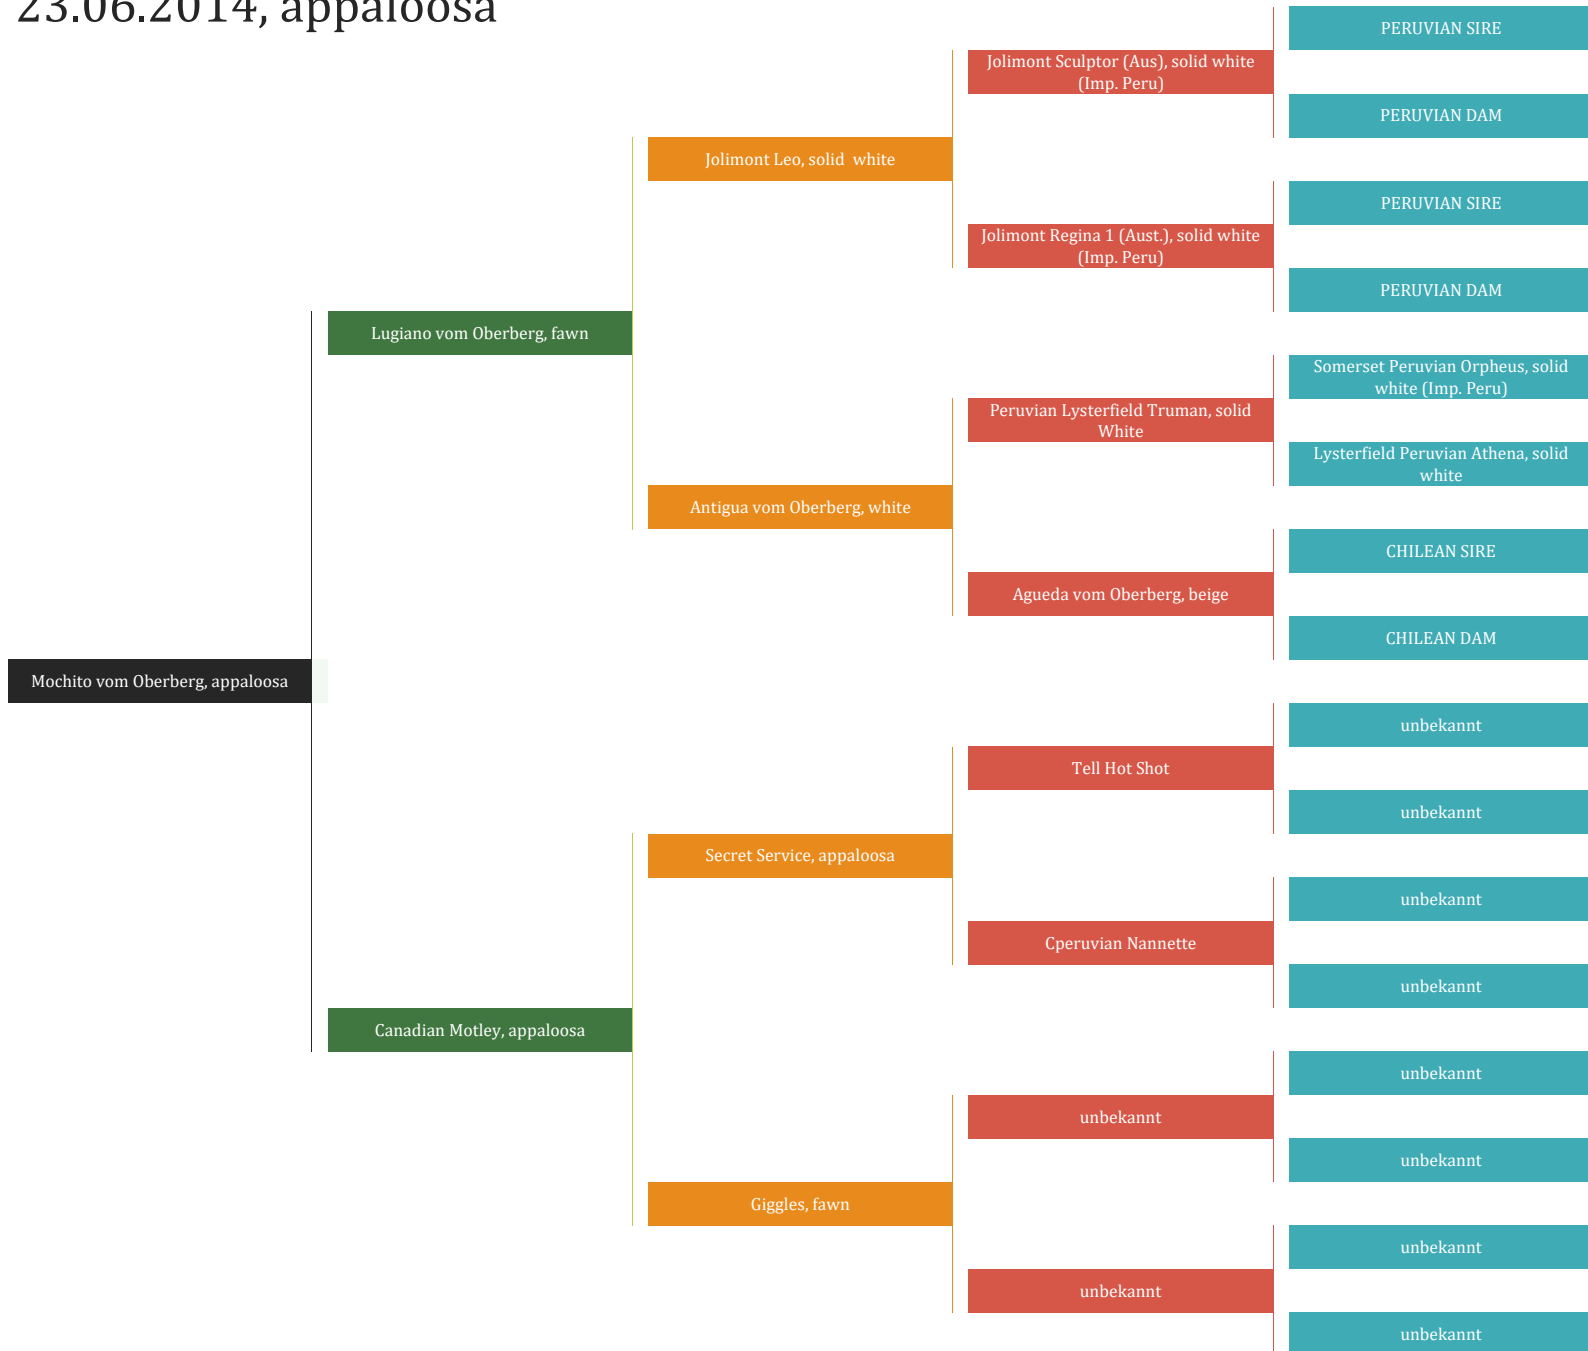 23.06.2014, appaloosa
PERUVIAN SIRE
Jolimont Sculptor (Aus), solid white
(Imp. Peru)
PERUVIAN DAM
Jolimont Leo, solid  white
PERUVIAN SIRE
Jolimont Regina 1 (Aust.), solid white
(Imp. Peru)
PERUVIAN DAM
Lugiano vom Oberberg, fawn
Somerset Peruvian Orpheus, solid
white (Imp. Peru)
Peruvian Lysterfield Truman, solid
White
Lysterfield Peruvian Athena, solid
white
Antigua vom Oberberg, white
CHILEAN SIRE
Agueda vom Oberberg, beige
CHILEAN DAM
Mochito vom Oberberg, appaloosa
unbekannt
Tell Hot Shot
unbekannt
Secret Service, appaloosa
unbekannt
Cperuvian Nannette
unbekannt
Canadian Motley, appaloosa
unbekannt
unbekannt
unbekannt
Giggles, fawn
unbekannt
unbekannt
unbekannt